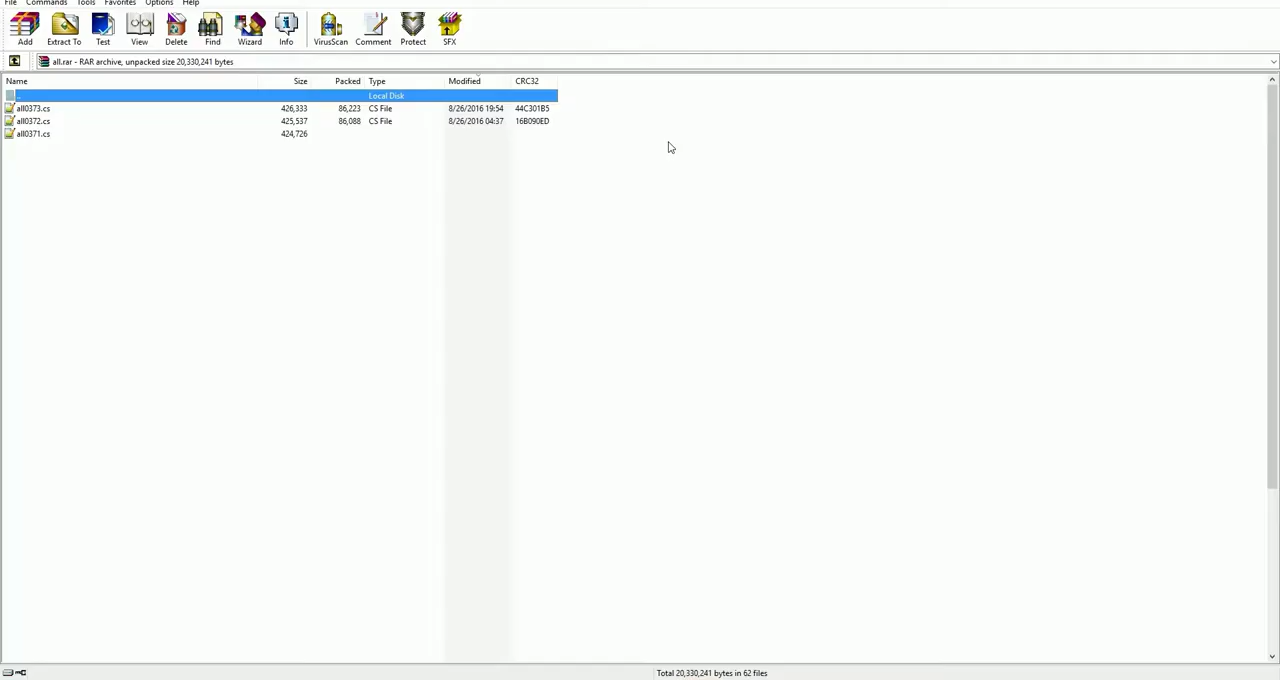 File Commands Tools Favorites Options Help
Add Extract To Test View Delete Find Wizard Info VirusScan Comment Protect SFX
all.rar - RAR archive, unpacked size 20,330,241 bytes
Name Size Packed Type Modified CRC32
.. Local Disk
all0373.cs 426,333 86,223 CS File 8/26/2016 19:54 44C301B5
all0372.cs 425,537 86,088 CS File 8/26/2016 04:37 16B090ED
all0371.cs 424,726
Total 20,330,241 bytes in 62 files